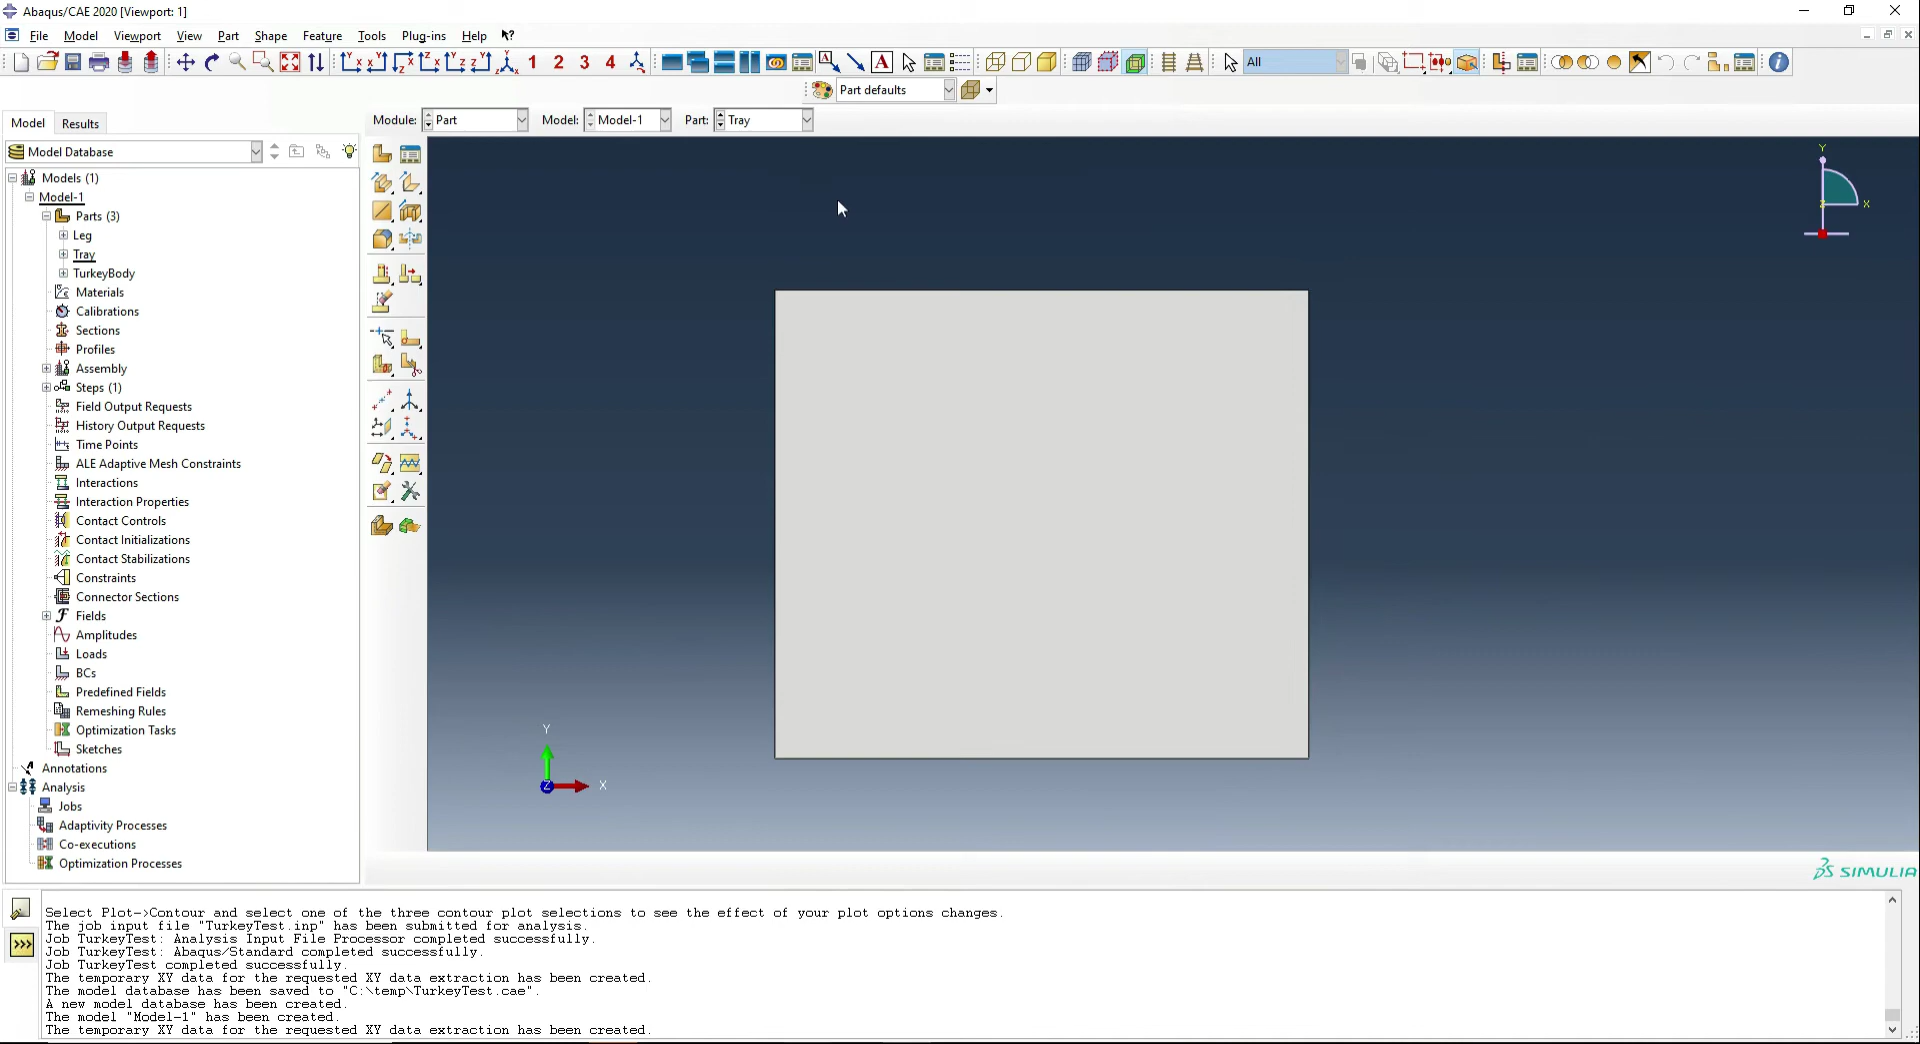 Abaqus/CAE 2020 [Viewport: 1]
File Model Viewport View Part Shape Feature Tools Plug-ins Help
1 2 3 4 A A All
Part defaults
Model Results
Module: Part Model: Model-1 Part: Tray
Model Database
Models (1)
Model-1
Parts (3)
Leg
Tray
TurkeyBody
Materials
Calibrations
Sections
Profiles
Assembly
Steps (1)
Field Output Requests
History Output Requests
Time Points
ALE Adaptive Mesh Constraints
Interactions
Interaction Properties
Contact Controls
Contact Initializations
Contact Stabilizations
Constraints
Connector Sections
Fields
Amplitudes
Loads
BCs
Predefined Fields
Remeshing Rules
Optimization Tasks
Sketches
Annotations
Analysis
Jobs
Adaptivity Processes
Co-executions
Optimization Processes
Y
Z X
Y
Z X
SIMULIA
Select Plot->Contour and select one of the three contour plot selections to see the effect of your plot options changes.
The job input file "TurkeyTest.inp" has been submitted for analysis.
Job TurkeyTest: Analysis Input File Processor completed successfully.
Job TurkeyTest: Abaqus/Standard completed successfully.
Job TurkeyTest completed successfully.
The temporary XY data for the requested XY data extraction has been created.
The model database has been saved to "C:\temp\TurkeyTest.cae".
A new model database has been created.
The model "Model-1" has been created.
The temporary XY data for the requested XY data extraction has been created.